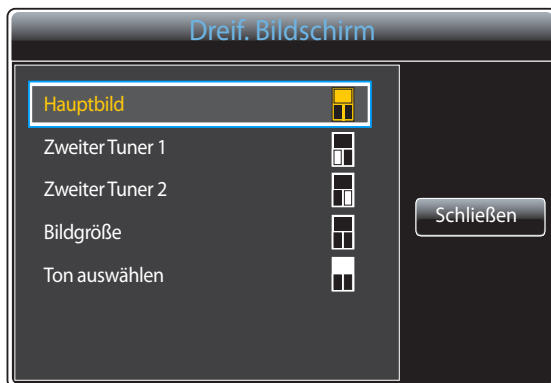 Dreif. Bildschirm
Hauptbild
Zweiter Tuner 1
Zweiter Tuner 2
Bildgröße
Ton auswählen
Schließen